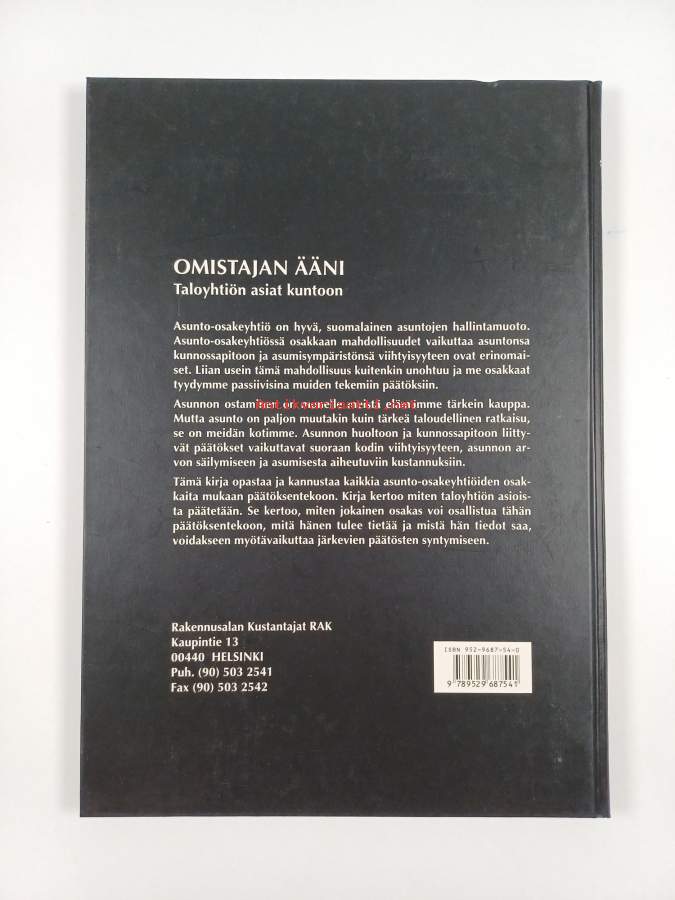 OMISTAJAN ÄÄNI
Taloyhtiön asiat kuntoon
Asunto-osakeyhtiö on hyvä, suomalainen asuntojen hallintamuoto.
Asunto-osakeyhtiössä osakkaan mahdollisuudet vaikuttaa asuntonsa
kunnossapitoon ja asumisympäristönsä viihtyisyyteen ovat erinomai-
set. Liian usein tämä mahdollisuus kuitenkin unohtuu ja me osakkaat
tyydymme passiivisina muiden tekemiin päätöksiin.
Asunnon ostaminen on monelle meistä elämämme tärkein kauppa.
Mutta asunto on paljon muutakin kuin tärkeä taloudellinen ratkaisu,
se on meidän kotimme. Asunnon huoltoon ja kunnossapitoon liitty-
vät päätökset vaikuttavat suoraan kodin viihtyisyyteen, asunnon ar-
von säilymiseen ja asumisesta aiheutuviin kustannuksiin.
Tämä kirja opastaa ja kannustaa kaikkia asunto-osakeyhtiöiden osak-
kaita mukaan päätöksentekoon. Kirja kertoo miten taloyhtiön asiois-
ta päätetään. Se kertoo, miten jokainen osakas voi osallistua tähän
päätöksentekoon, mitä hänen tulee tietää ja mistä hän tiedot saa,
voidakseen myötävaikuttaa järkevien päätösten syntymiseen.
Rakennusalan Kustantajat RAK
Kaupintie 13
00440 HELSINKI
Puh. (90) 503 2541
Fax (90) 503 2542
ISBN 952-9687-54-0
9 789529 687541